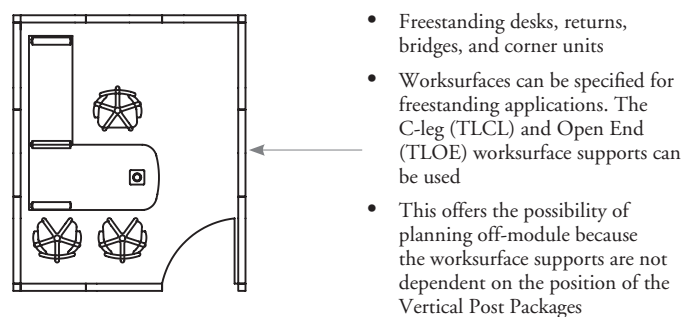 • Freestanding desks, returns,
bridges, and corner units
• Worksurfaces can be specified for
freestanding applications. The
C-leg (TLCL) and Open End
(TLOE) worksurface supports can
be used
• This offers the possibility of
planning off-module because
the worksurface supports are not
dependent on the position of the
Vertical Post Packages